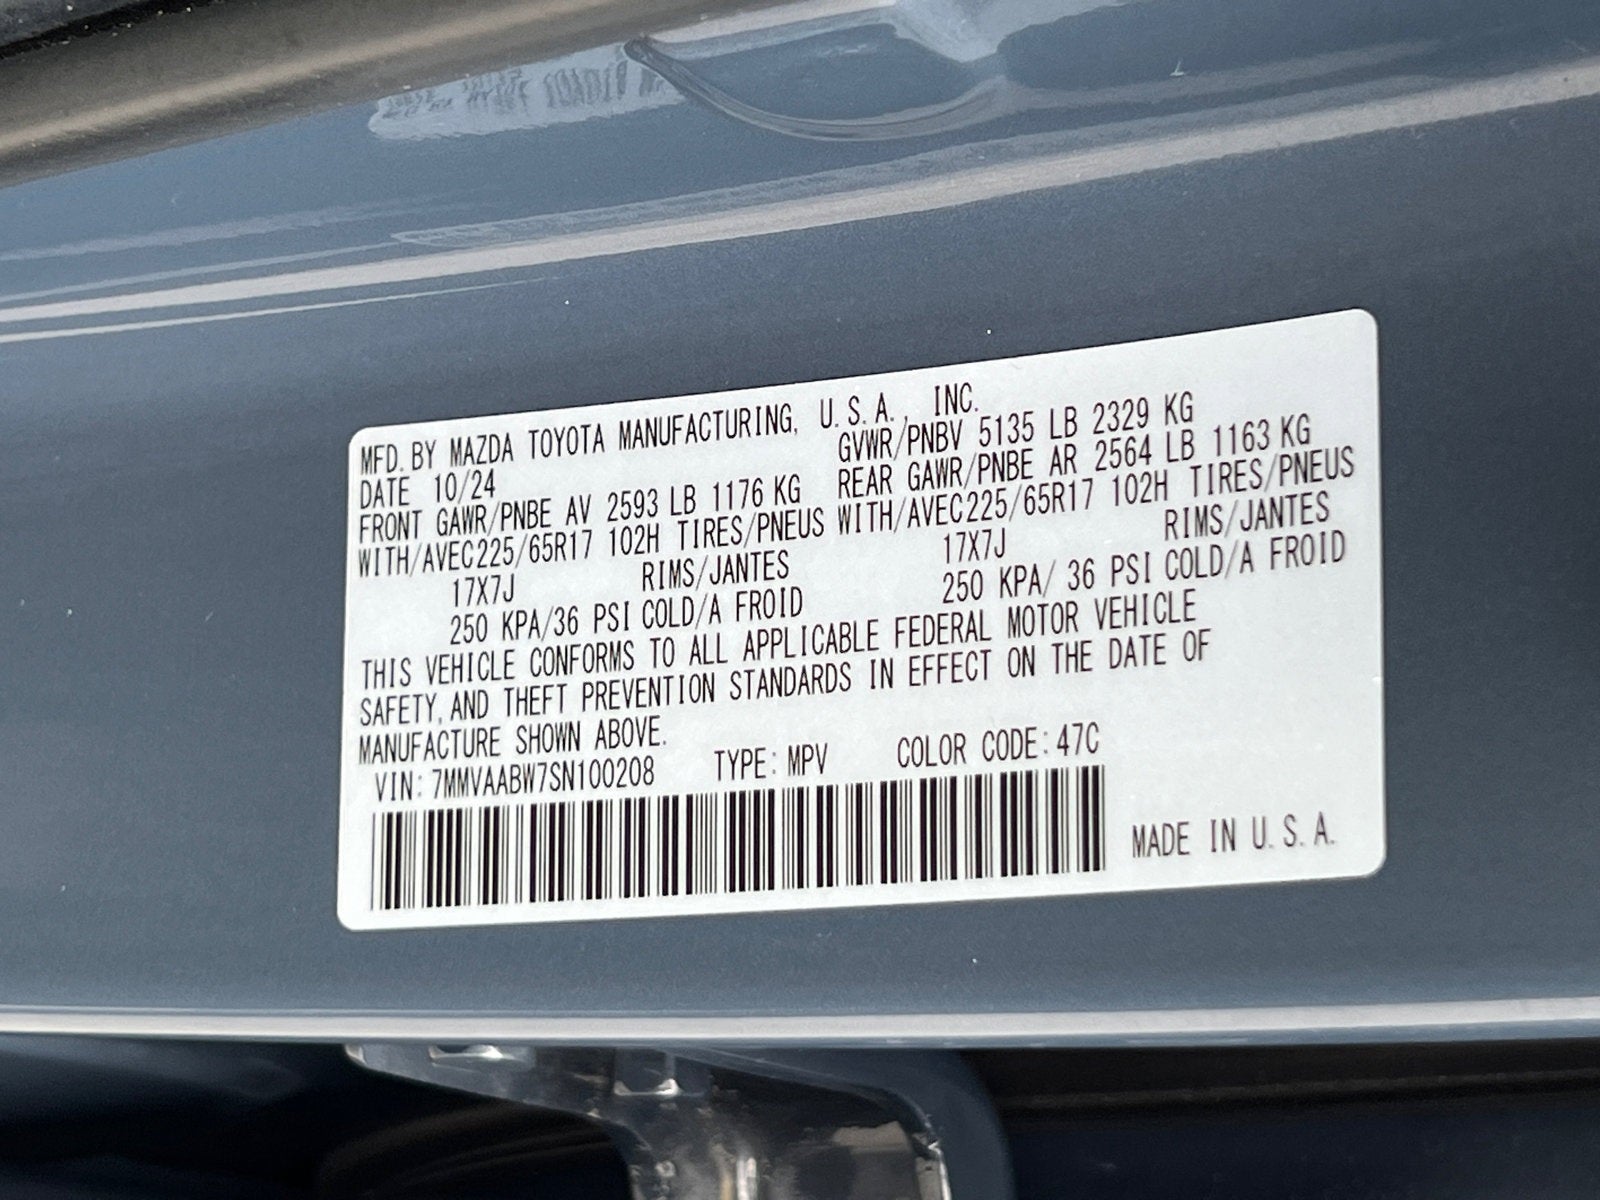 MFD. BY MAZDA TOYOTA MANUFACTURING, U.S.A., INC.
DATE 10/24 GVWR/PNBV 5135 LB 2329 KG
FRONT GAWR/PNBE AV 2593 LB 1176 KG REAR GAWR/PNBE AR 2564 LB 1163 KG
WITH/AVEC225/65R17 102H TIRES/PNEUS WITH/AVEC225/65R17 102H TIRES/PNEUS
17X7J RIMS/JANTES 17X7J RIMS/JANTES
250 KPA/36 PSI COLD/A FROID 250 KPA/ 36 PSI COLD/A FROID
THIS VEHICLE CONFORMS TO ALL APPLICABLE FEDERAL MOTOR VEHICLE
SAFETY, AND THEFT PREVENTION STANDARDS IN EFFECT ON THE DATE OF
MANUFACTURE SHOWN ABOVE.
VIN: 7MMVAABW7SN100208 TYPE: MPV COLOR CODE: 47C
MADE IN U.S.A.